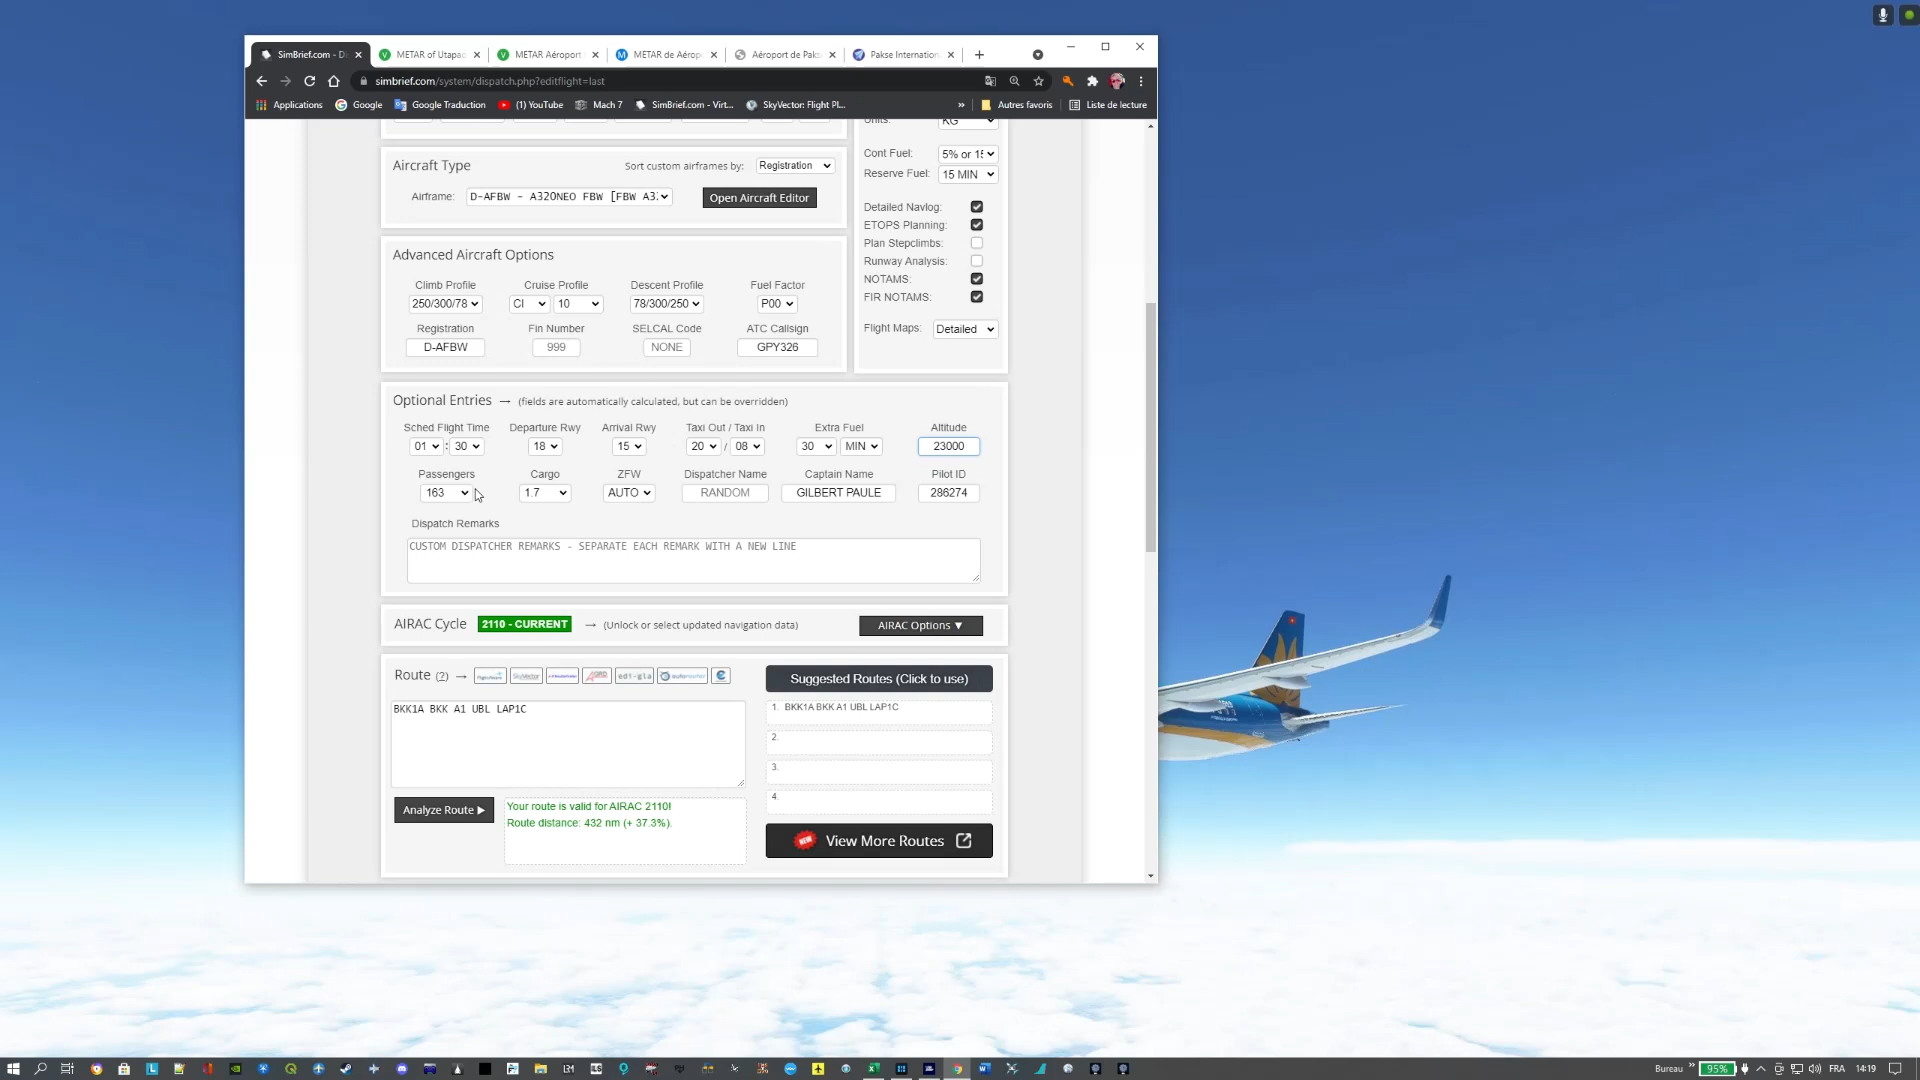 SimBrief.com - D
METAR of Utapao
METAR Aéroport
METAR de Aérop
Aéroport de Paks
Pakse Internation
simbrief.com/system/dispatch.php?editflight=last
Applications
Google
Google Traduction
(1) YouTube
Mach 7
SimBrief.com - Virt...
SkyVector: Flight Pl...
»
Autres favoris
Liste de lecture
Units:
KG
Aircraft Type
Sort custom airframes by:
Registration
Cont Fuel:
5% or 15
Reserve Fuel:
15 MIN
Airframe:
D-AFBW - A320NEO FBW [FBW A3
Open Aircraft Editor
Detailed Navlog:
ETOPS Planning:
Plan Stepclimbs:
Runway Analysis:
NOTAMS:
FIR NOTAMS:
Flight Maps:
Detailed
Advanced Aircraft Options
Climb Profile Cruise Profile Descent Profile Fuel Factor
250/300/78 CI 10 78/300/250 P00
Registration Fin Number SELCAL Code ATC Callsign
D-AFBW 999 NONE GPY326
Optional Entries → (fields are automatically calculated, but can be overridden)
Sched Flight Time Departure Rwy Arrival Rwy Taxi Out / Taxi In Extra Fuel Altitude
01 : 30 18 15 20 / 08 30 MIN 23000
Passengers Cargo ZFW Dispatcher Name Captain Name Pilot ID
163 1.7 AUTO RANDOM GILBERT PAULE 286274
Dispatch Remarks
CUSTOM DISPATCHER REMARKS - SEPARATE EACH REMARK WITH A NEW LINE
AIRAC Cycle 2110 - CURRENT → (Unlock or select updated navigation data) AIRAC Options ▼
Route (?) →
FlightAware
SkyVector
edi-gla
autorouter
BKK1A BKK A1 UBL LAP1C
Analyze Route
Your route is valid for AIRAC 2110!
Route distance: 432 nm (+ 37.3%).
Suggested Routes (Click to use)
1. BKK1A BKK A1 UBL LAP1C
2.
3.
4.
NEW
View More Routes
Bureau »
95%
FRA
14:19